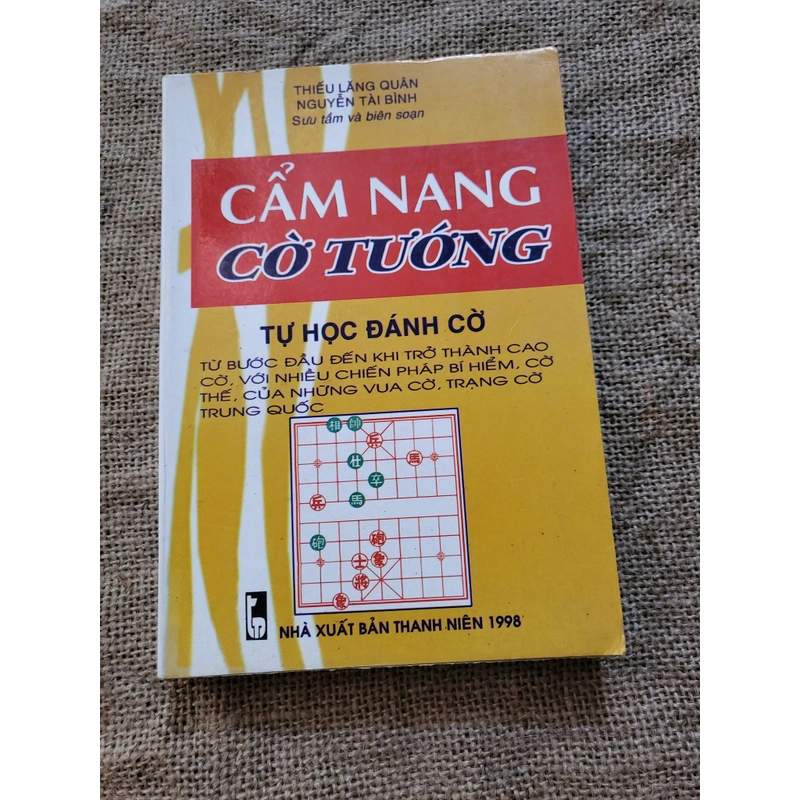 THIẾU LĂNG QUÂN
NGUYỄN TÀI BÌNH
Sưu tầm và biên soạn
CẨM NANG
CỜ TƯỚNG
TỰ HỌC ĐÁNH CỜ
TỪ BƯỚC ĐẦU ĐẾN KHI TRỞ THÀNH CAO
CỜ, VỚI NHIỀU CHIẾN PHÁP BÍ HIỂM, CỜ
THẾ, CỦA NHỮNG VUA CỜ, TRẠNG CỜ
TRUNG QUỐC
相 帥
兵
仕 馬
卒
兵 馬
砲 砲
士 象
將
象
NHÀ XUẤT BẢN THANH NIÊN 1998